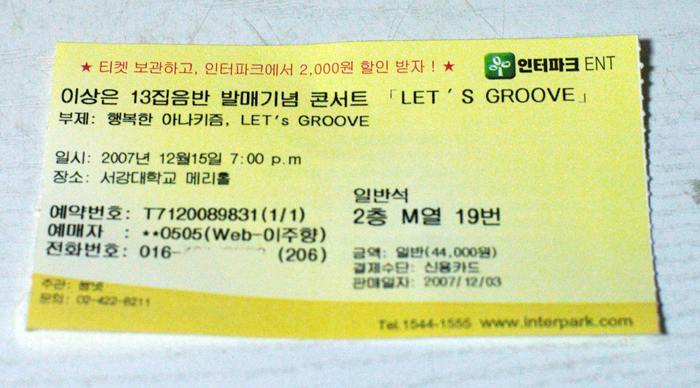 ★ 티켓 보관하고, 인터파크에서 2,000원 할인 받자 ! ★
인터파크 ENT
이상은 13집음반 발매기념 콘서트 「LET ' S GROOVE」
부제: 행복한 아나키즘, LET's GROOVE
일시: 2007년 12월15일 7:00 p.m
장소: 서강대학교 메리홀
일반석
2층 M열 19번
예약번호: T7120089831(1/1)
예매자 : **0505(Web-이주향)
전화번호: 016- (206)
금액: 일반(44,000원)
결제수단: 신용카드
판매일자: 2007/12/03
주관: 쌈넷
문의: 02-422-8211
Tel.1544-1555 www.interpark.com